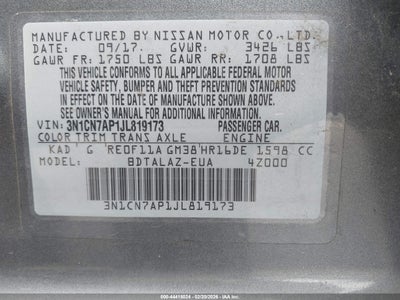 MANUFACTURED BY NISSAN MOTOR CO., LTD.
DATE: 09/17. GVWR: 3426 LBS
GAWR FR: 1750 LBS GAWR RR: 1708 LBS
THIS VEHICLE CONFORMS TO ALL APPLICABLE FEDERAL MOTOR
VEHICLE SAFETY, BUMPER AND THEFT PREVENTION STANDARDS
IN EFFECT ON THE DATE OF MANUFACTURE SHOWN ABOVE.
SEE OWNER'S MANUAL FOR ADDITIONAL INFORMATION.
VIN: 3N1CN7AP1JL819173 PASSENGER CAR.
COLOR TRIM TRANS AXLE ENGINE
KAD G RE0F11A GM38 HR16DE 1598 CC
MODEL: BDTALAZ-EUA 4Z000
3N1CN7AP1JL819173